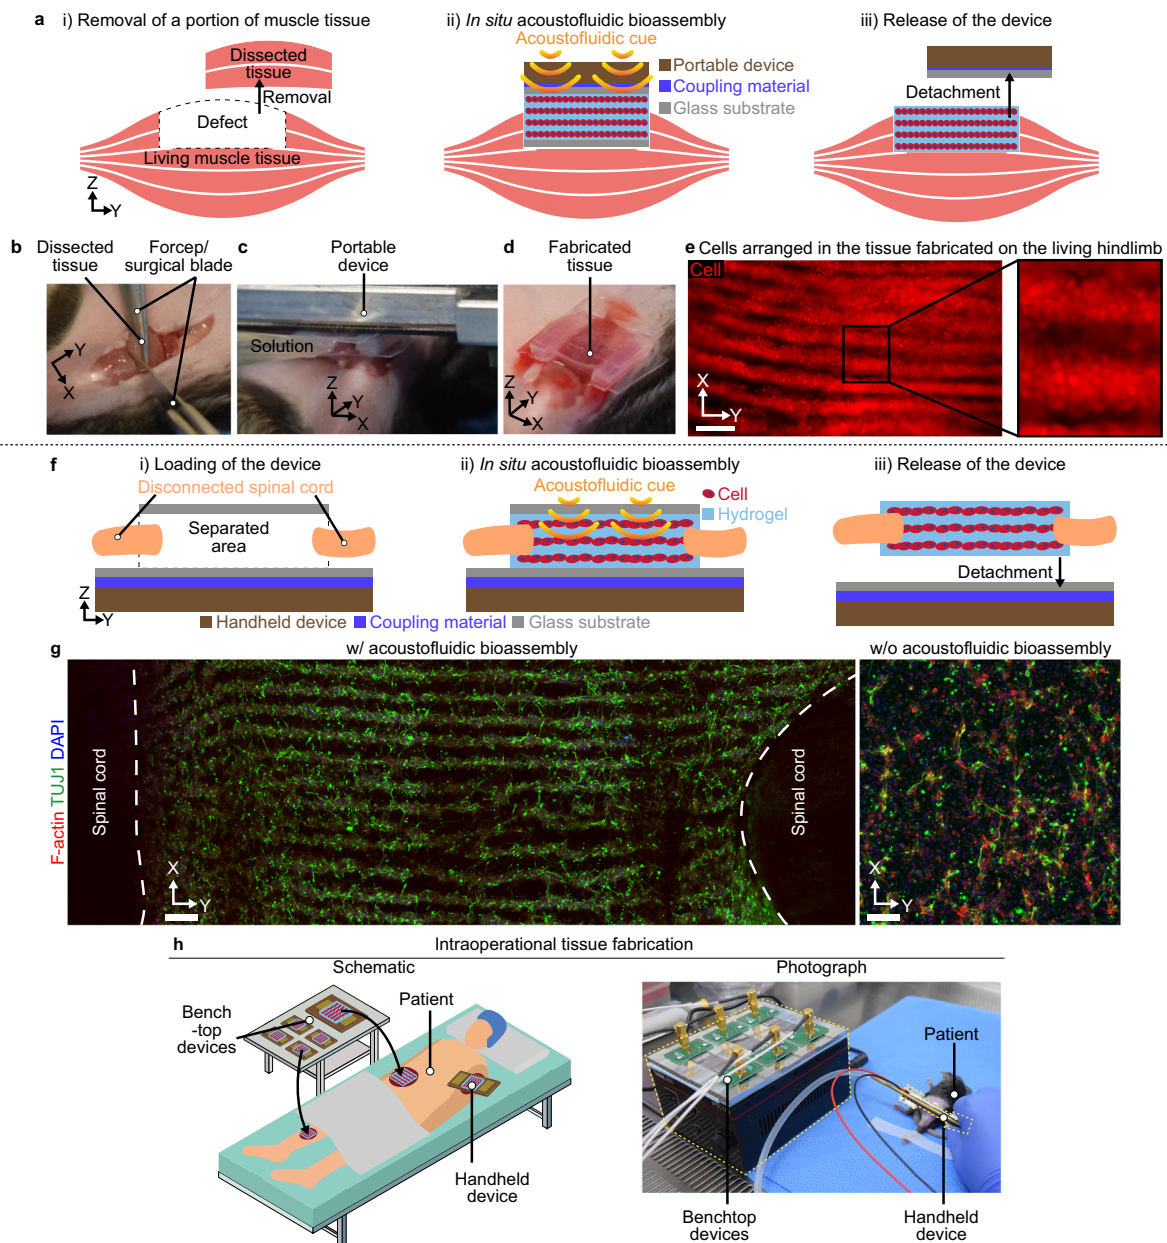 a
i) Removal of a portion of muscle tissue
Dissected
tissue
Removal
Defect
Living muscle tissue
Z
Y
ii) In situ acoustofluidic bioassembly
Acoustofluidic cue
Portable device
Coupling material
Glass substrate
iii) Release of the device
Detachment
b
Dissected
tissue
Forcep/
surgical blade
Y
X
c
Portable
device
Solution
Z
Y
X
d
Fabricated
tissue
Z
Y
X
e
Cells arranged in the tissue fabricated on the living hindlimb
Cell
X
Y
f
i) Loading of the device
Disconnected spinal cord
Separated
area
Z
Y
Handheld device
Coupling material
Glass substrate
ii) In situ acoustofluidic bioassembly
Acoustofluidic cue
Cell
Hydrogel
iii) Release of the device
Detachment
g
w/ acoustofluidic bioassembly
w/o acoustofluidic bioassembly
F-actin TUJ1 DAPI
Spinal cord
Spinal cord
X
Y
X
Y
h
Intraoperational tissue fabrication
Schematic
Bench
-top
devices
Patient
Handheld
device
Photograph
Patient
Benchtop
devices
Handheld
device